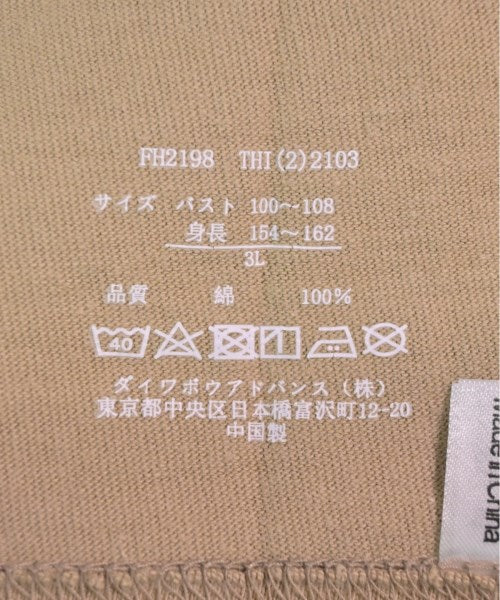 FH2198 THI(2)2103
サイズ バスト 100～108
身長 154～162
3L
品質 綿 100%
40
ダイワボウアドバンス(株)
東京都中央区日本橋富沢町12-20
中国製
Made in China